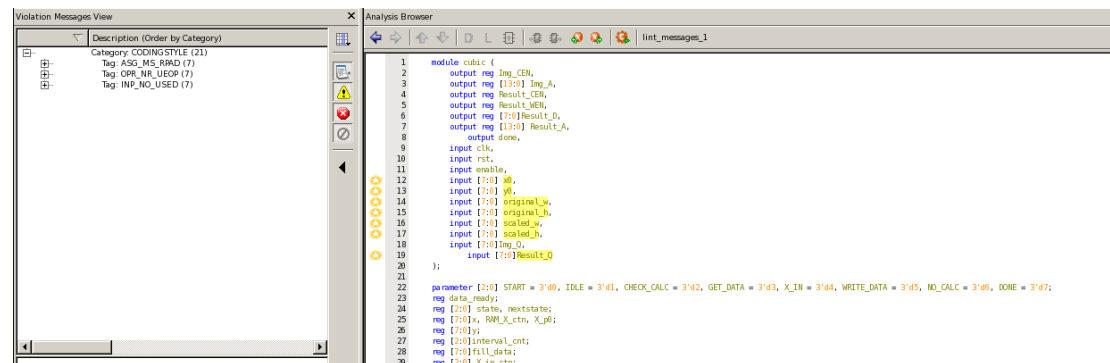 Violation Messages View
Analysis Browser
Description (Order by Category)
Category: CODINGSTYLE (21)
Tag: ASG_MS_RPAD (7)
Tag: OPR_NR_UEOP (7)
Tag: INP_NO_USED (7)
D L lint_messages_1
1 module cubic (
2 output reg Img_CEN,
3 output reg [13:0] Img_A,
4 output reg Result_CEN,
5 output reg Result_WEN,
6 output reg [7:0]Result_D,
7 output reg [13:0] Result_A,
8 output done,
9 input clk,
10 input rst,
11 input enable,
12 input [7:0] x0,
13 input [7:0] y0,
14 input [7:0] original_w,
15 input [7:0] original_h,
16 input [7:0] scaled_w,
17 input [7:0] scaled_h,
18 input [7:0]Img_Q,
19 input [7:0]Result_Q
20 );
21
22 parameter [2:0] START = 3'd0, IDLE = 3'd1, CHECK_CALC = 3'd2, GET_DATA = 3'd3, X_IN = 3'd4, WRITE_DATA = 3'd5, NO_CALC = 3'd6, DONE = 3'd7;
23 reg data_ready;
24 reg [2:0] state, nextstate;
25 reg [7:0]x, RAM_X_ctn, X_p0;
26 reg [7:0]y;
27 reg [2:0]interval_cnt;
28 reg [7:0]fill_data;
29 reg [2:0] X_in_ctn;